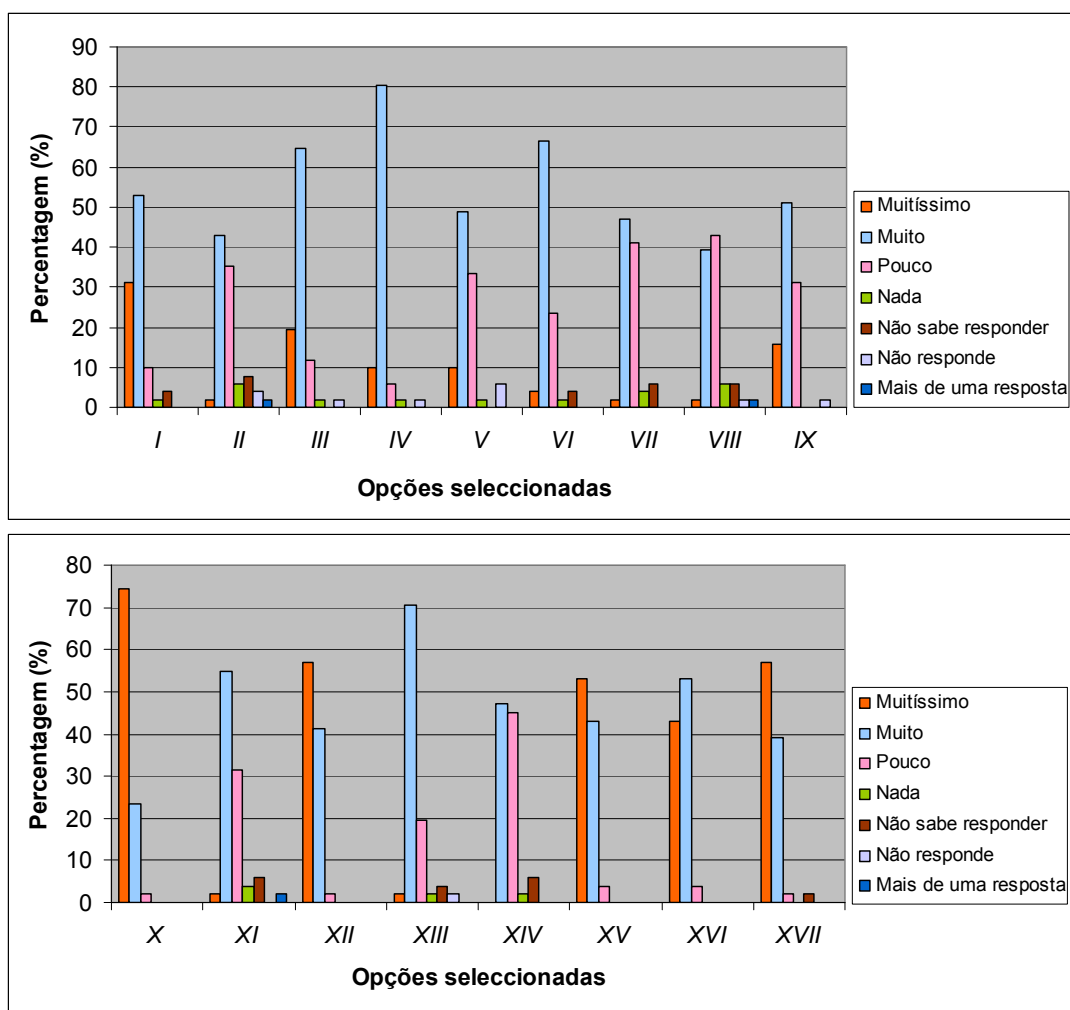 90
80
70
60
50
40
30
20
10
0
Percentagem (%)
I II III IV V VI VII VIII IX
Opções seleccionadas
Muitíssimo
Muito
Pouco
Nada
Não sabe responder
Não responde
Mais de uma resposta
80
70
60
50
40
30
20
10
0
Percentagem (%)
X XI XII XIII XIV XV XVI XVII
Opções seleccionadas
Muitíssimo
Muito
Pouco
Nada
Não sabe responder
Não responde
Mais de uma resposta